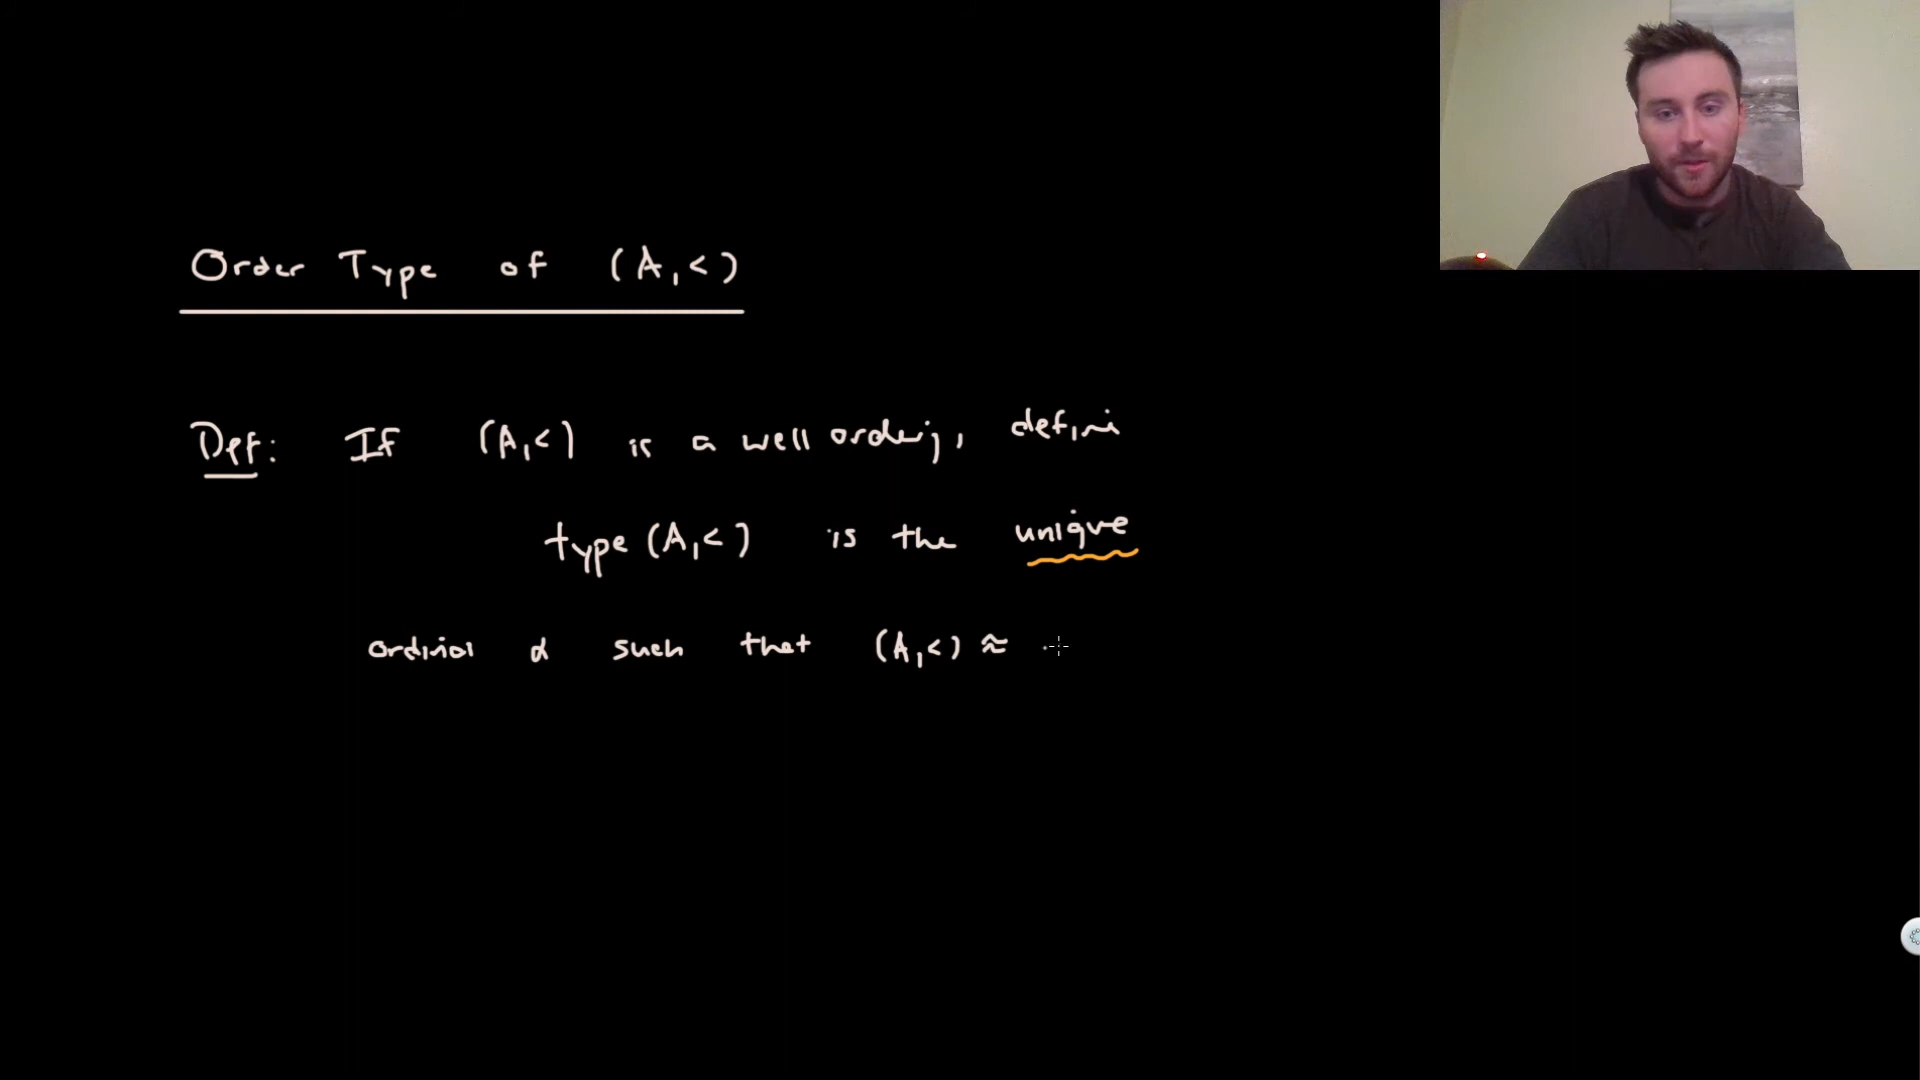 Order Type of (A,<)
Def: If (A,<) is a well ordering, define
type (A,<) is the unique
ordinal α such that (A,<) ≈